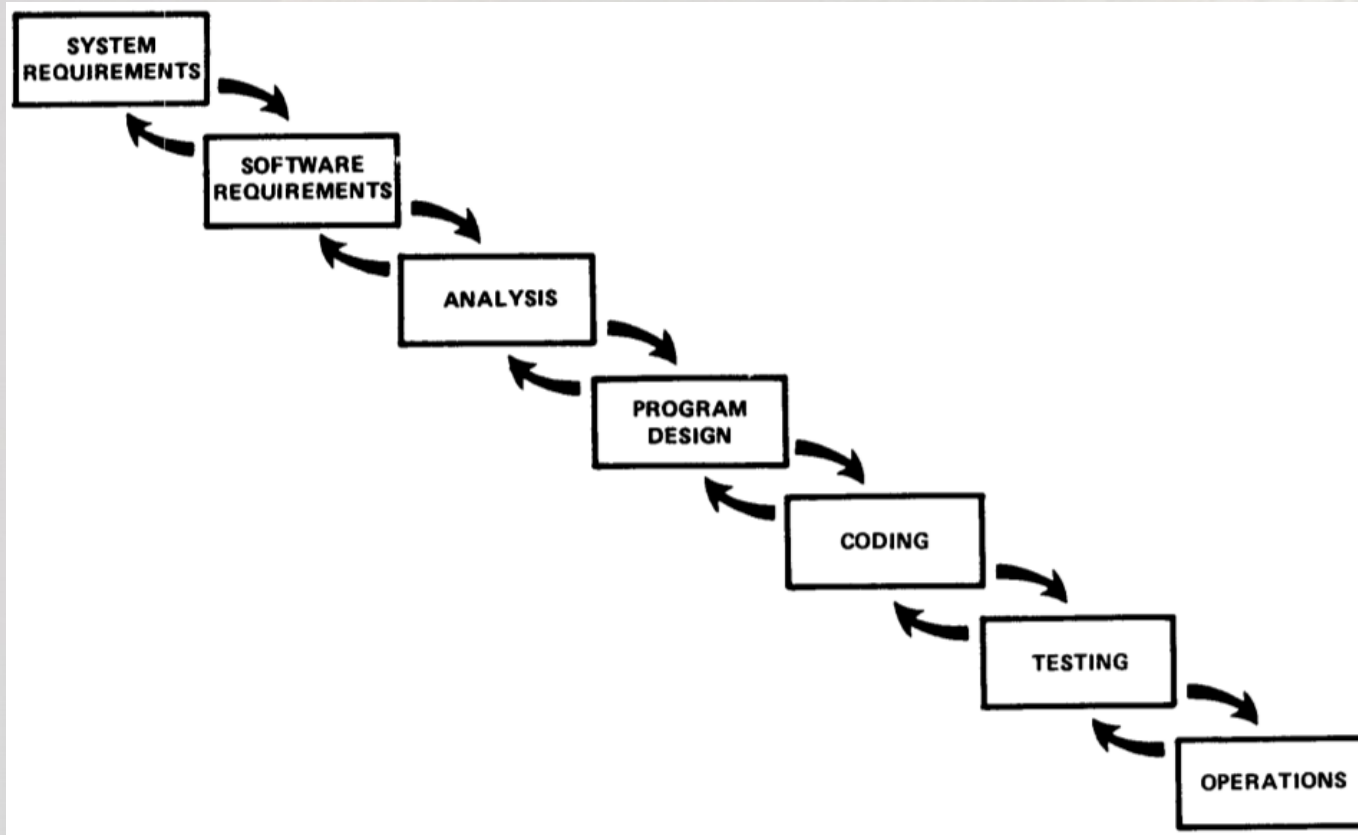 SYSTEM
REQUIREMENTS
SOFTWARE
REQUIREMENTS
ANALYSIS
PROGRAM
DESIGN
CODING
TESTING
OPERATIONS